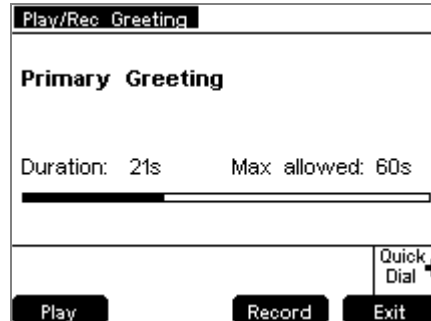 Play/Rec Greeting
Primary Greeting
Duration: 21s Max allowed: 60s
Quick
Dial
Play Record Exit